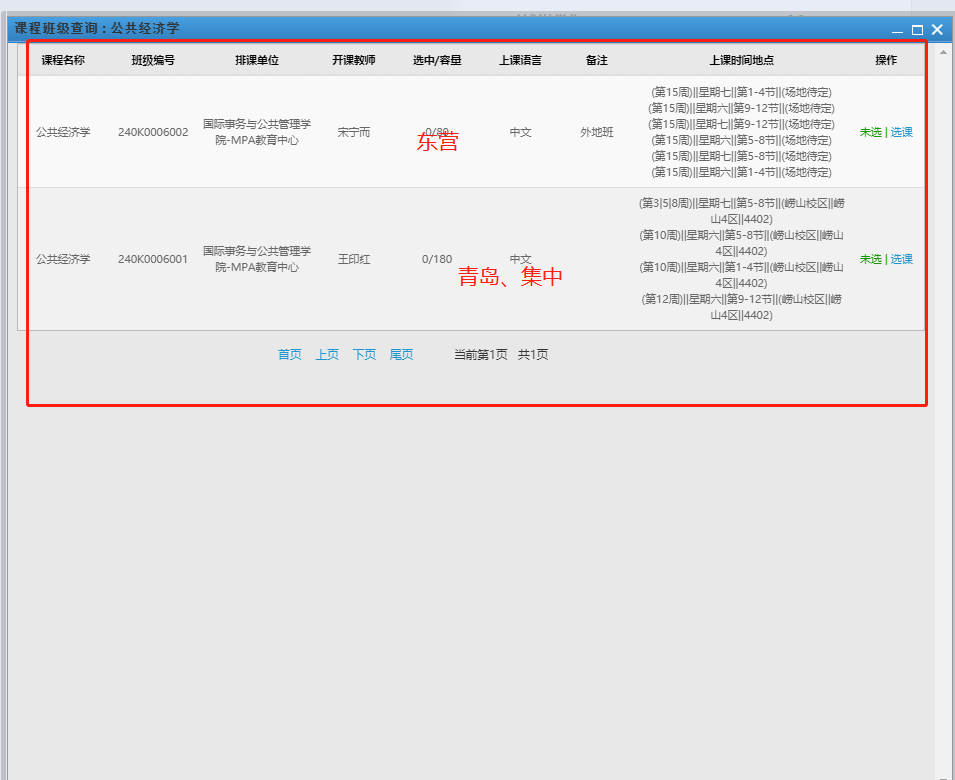 课程班级查询：公共经济学
课程名称 班级编号 排课单位 开课教师 选中/容量 上课语言 备注 上课时间地点 操作
(第15周)||星期七||第1-4节||(场地待定)
(第15周)||星期六||第9-12节||(场地待定)
国际事务与公共管理学 (第15周)||星期七||第9-12节||(场地待定)
公共经济学 240K0006002 宋宁而 0/80 中文 外地班 未选 | 选课
东营
院-MPA教育中心 (第15周)||星期六||第5-8节||(场地待定)
(第15周)||星期七||第5-8节||(场地待定)
(第15周)||星期六||第1-4节||(场地待定)
(第3|5|8周)||星期七||第5-8节||(崂山校区||崂
山4区||4402)
(第10周)||星期六||第5-8节||(崂山校区||崂山
国际事务与公共管理学 4区||4402)
公共经济学 240K0006001 王印红 0/180 中文 未选 | 选课
院-MPA教育中心 (第10周)||星期六||第1-4节||(崂山校区||崂山
青岛、集中
4区||4402)
(第12周)||星期六||第9-12节||(崂山校区||崂
山4区||4402)
首页 上页 下页 尾页 当前第1页 共1页